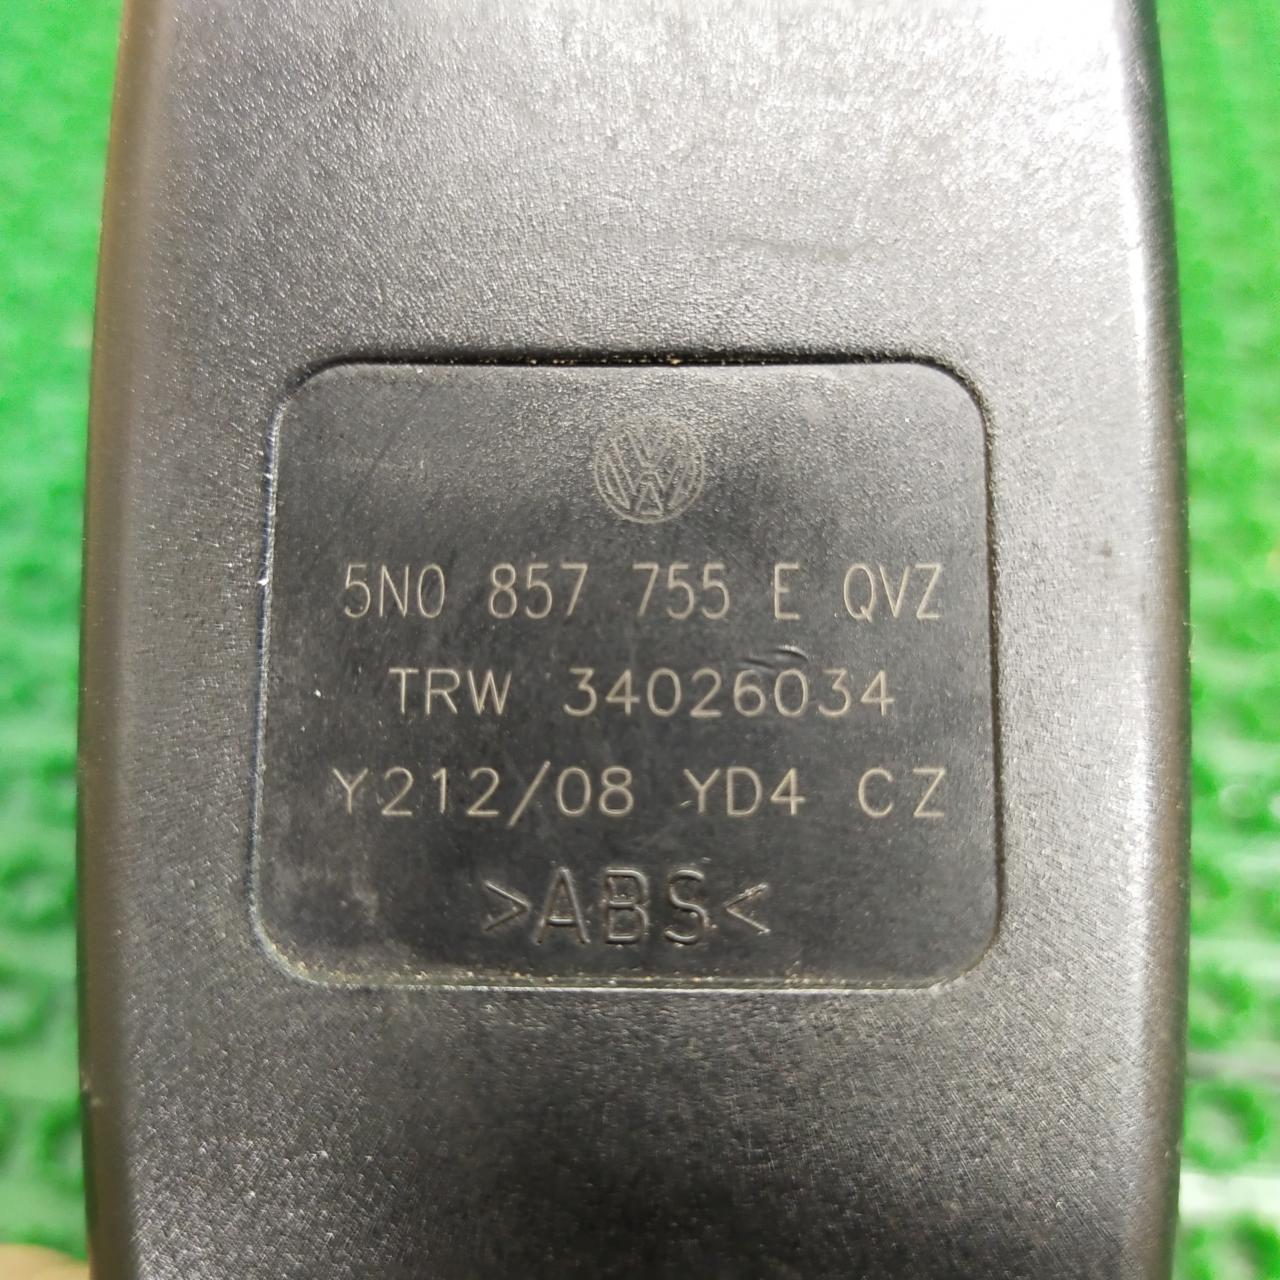 5N0 857 755 E QVZ
TRW 34026034
Y212/08 YD4 CZ
>ABS<